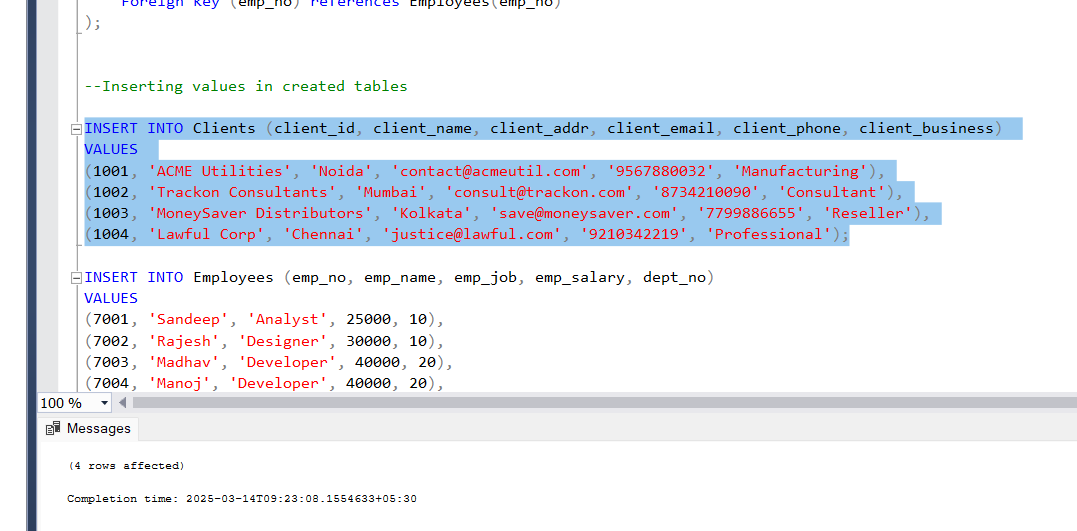 Foreign key (emp_no) references Employees(emp_no)
);
--Inserting values in created tables
INSERT INTO Clients (client_id, client_name, client_addr, client_email, client_phone, client_business)
VALUES
(1001, 'ACME Utilities', 'Noida', 'contact@acmeutil.com', '9567880032', 'Manufacturing'),
(1002, 'Trackon Consultants', 'Mumbai', 'consult@trackon.com', '8734210090', 'Consultant'),
(1003, 'MoneySaver Distributors', 'Kolkata', 'save@moneysaver.com', '7799886655', 'Reseller'),
(1004, 'Lawful Corp', 'Chennai', 'justice@lawful.com', '9210342219', 'Professional');
INSERT INTO Employees (emp_no, emp_name, emp_job, emp_salary, dept_no)
VALUES
(7001, 'Sandeep', 'Analyst', 25000, 10),
(7002, 'Rajesh', 'Designer', 30000, 10),
(7003, 'Madhav', 'Developer', 40000, 20),
(7004, 'Manoj', 'Developer', 40000, 20),
100 %
Messages
(4 rows affected)
Completion time: 2025-03-14T09:23:08.1554633+05:30